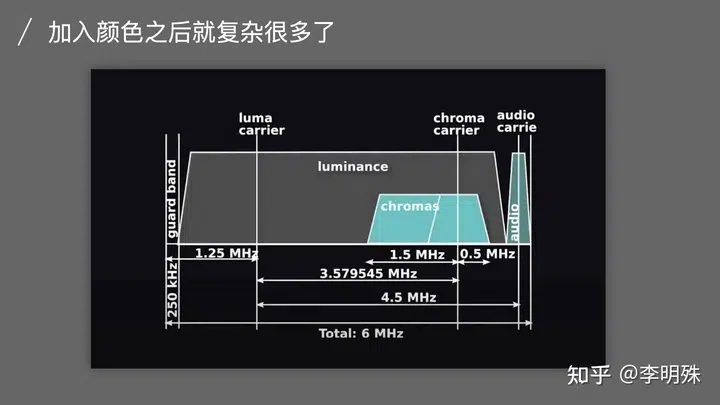 加入颜色之后就复杂很多了
luma
carrier
chroma
carrier
audio
carrie
luminance
guard band
chromas
audio
1.25 MHz
1.5 MHz
0.5 MHz
250 kHz
3.579545 MHz
4.5 MHz
Total: 6 MHz
知乎 @李明殊